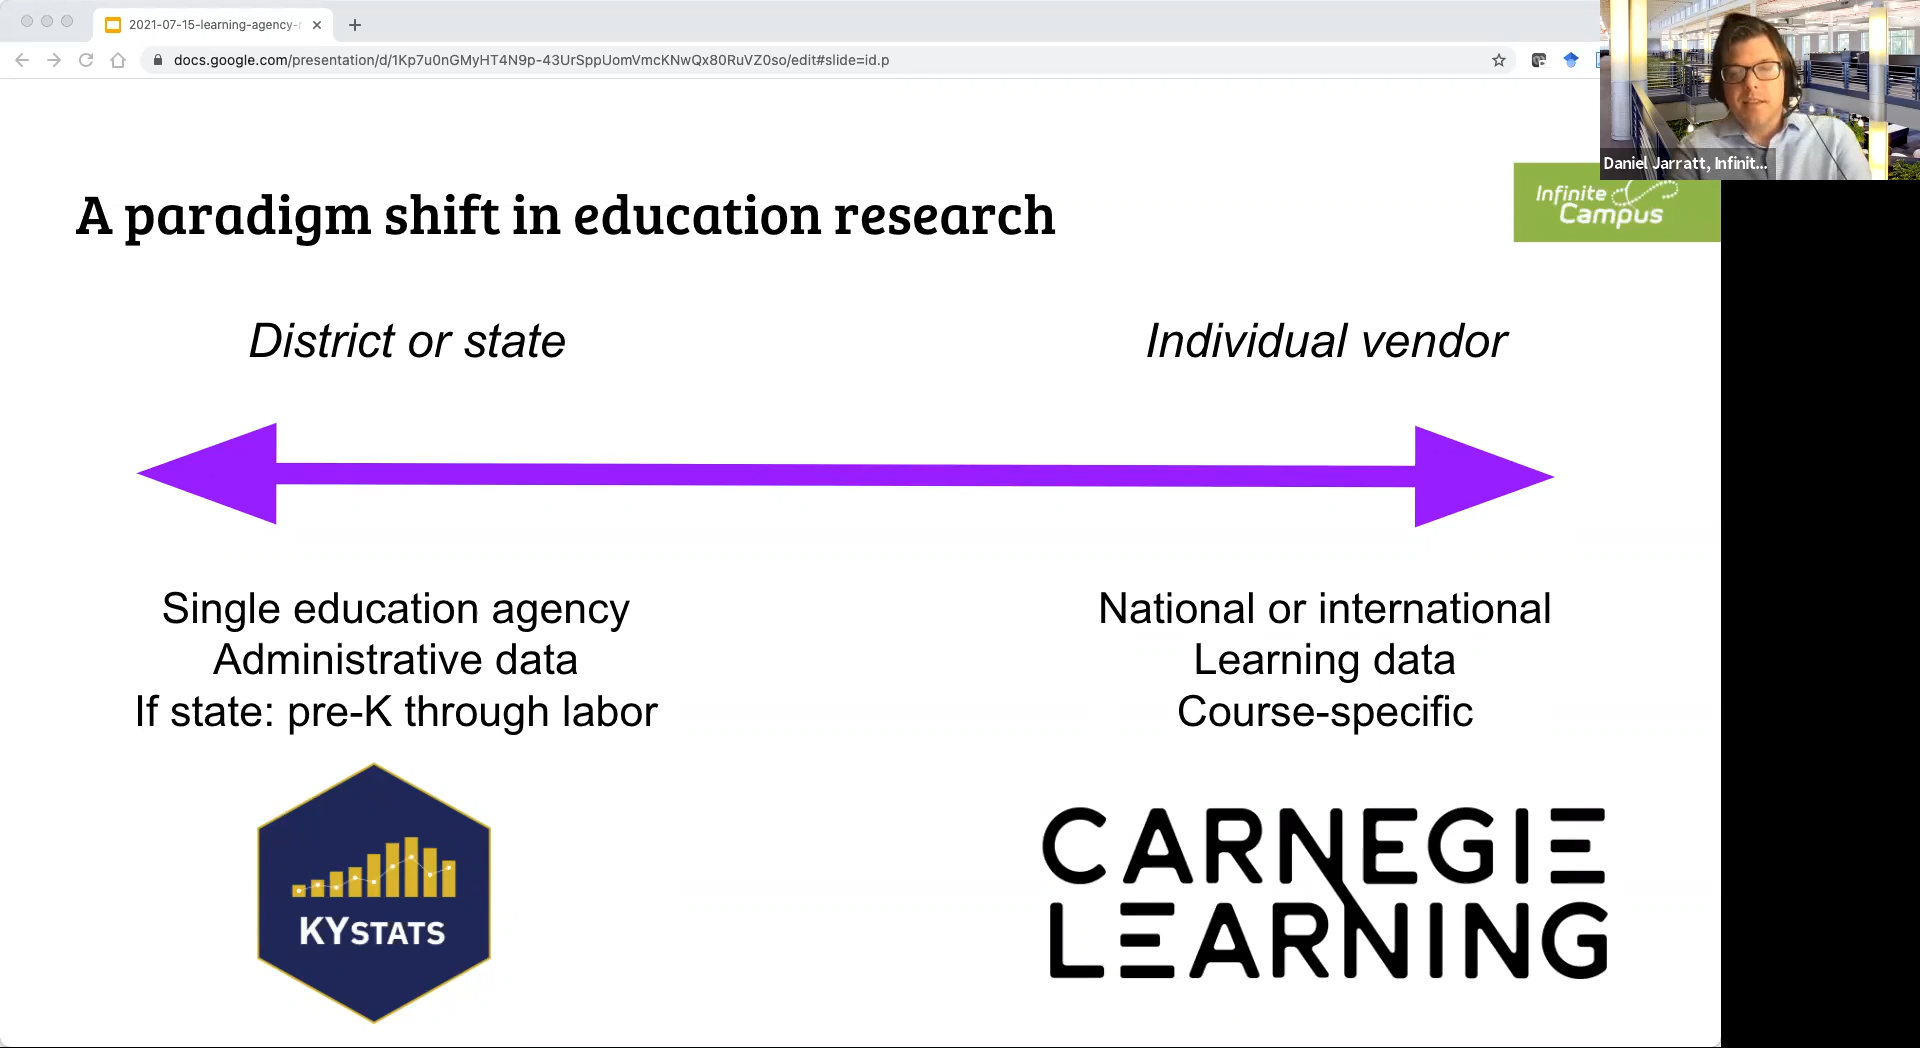 2021-07-15-learning-agency-
docs.google.com/presentation/d/1Kp7u0nGMyHT4N9p-43UrSppUomVmcKNwQx80RuVZ0so/edit#slide=id.p
Daniel Jarratt, Infinit...
Infinite
Campus
A paradigm shift in education research
District or state
Individual vendor
Single education agency
Administrative data
If state: pre-K through labor
National or international
Learning data
Course-specific
KYSTATS
CARNEGIE
LEARNING